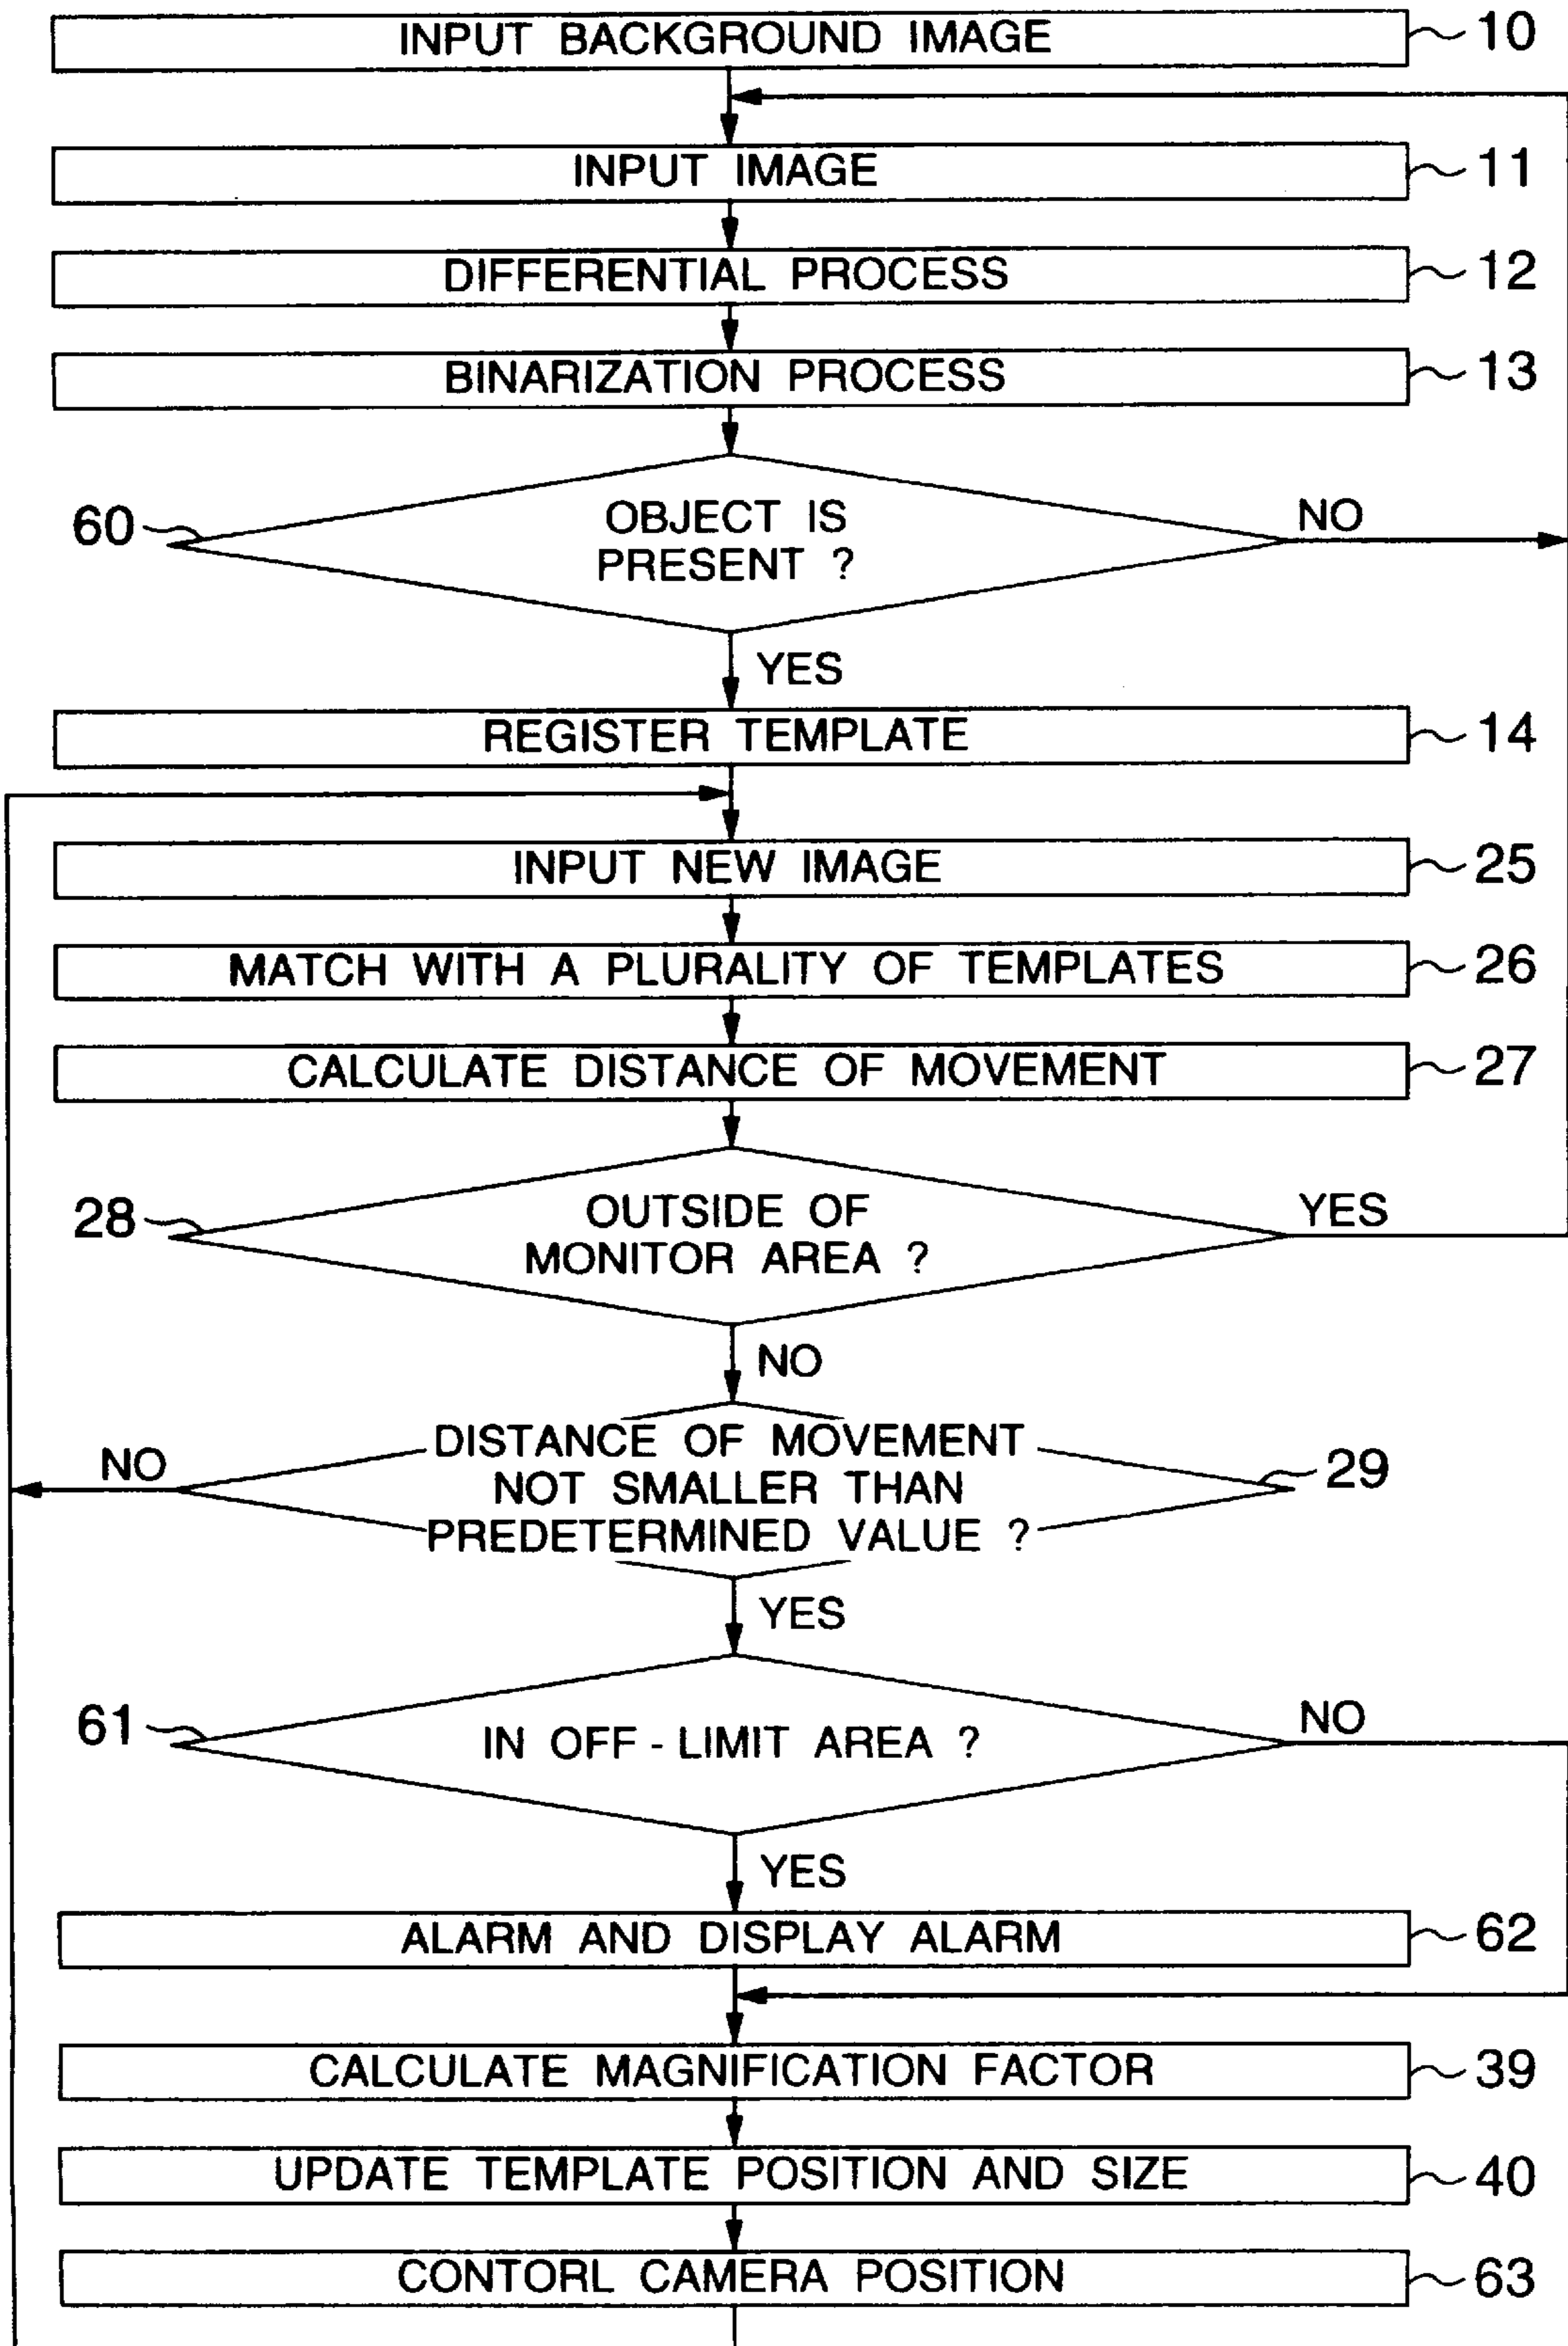 INPUT BACKGROUND IMAGE 10
INPUT IMAGE 11
DIFFERENTIAL PROCESS 12
BINARIZATION PROCESS 13
60
OBJECT IS
PRESENT ?
NO
YES
REGISTER TEMPLATE 14
INPUT NEW IMAGE 25
MATCH WITH A PLURALITY OF TEMPLATES 26
CALCULATE DISTANCE OF MOVEMENT 27
28
OUTSIDE OF
MONITOR AREA ?
YES
NO
NO
DISTANCE OF MOVEMENT
NOT SMALLER THAN
PREDETERMINED VALUE ?
29
YES
61
IN OFF - LIMIT AREA ?
NO
YES
ALARM AND DISPLAY ALARM 62
CALCULATE MAGNIFICATION FACTOR 39
UPDATE TEMPLATE POSITION AND SIZE 40
CONTORL CAMERA POSITION 63